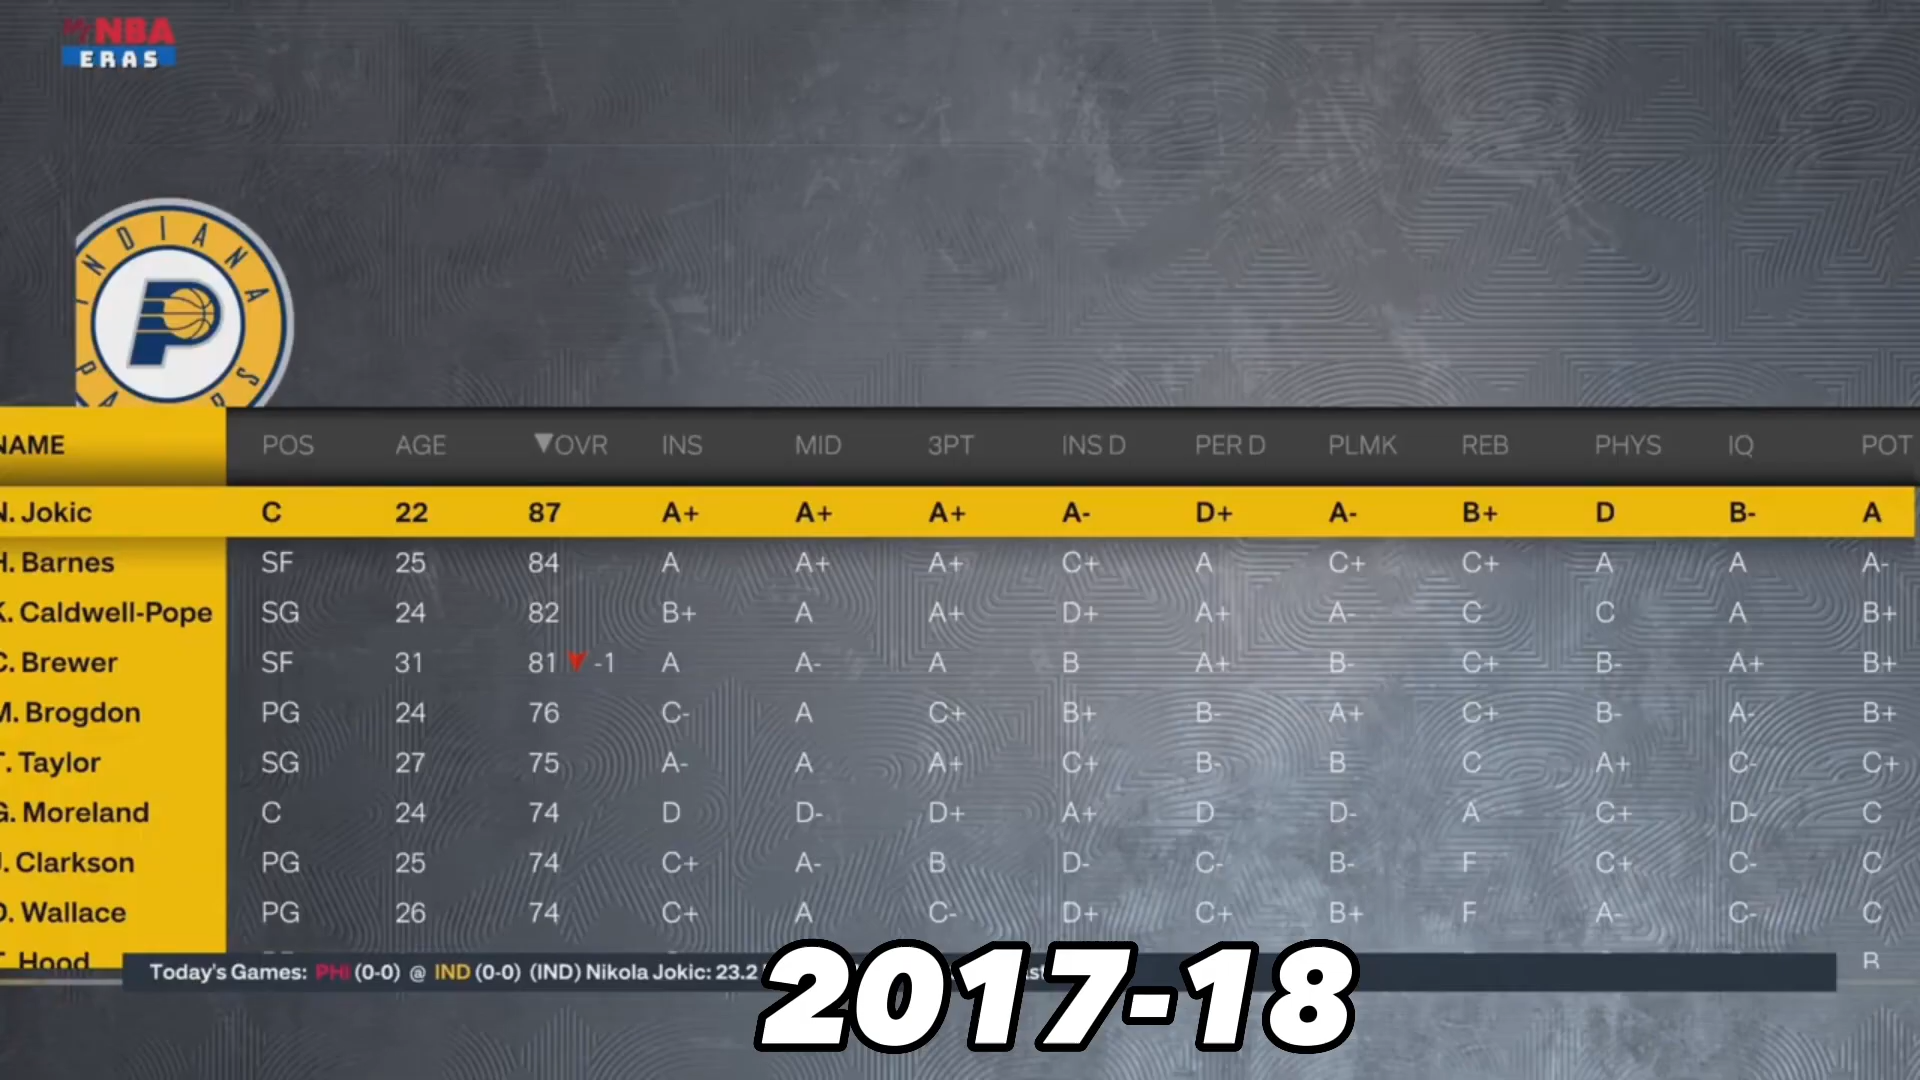 MyNBA
ERAS
INDIANA
NAME POS AGE ▼OVR INS MID 3PT INS D PER D PLMK REB PHYS IQ POT
N. Jokic C 22 87 A+ A+ A+ A- D+ A- B+ D B- A
H. Barnes SF 25 84 A A+ A+ C+ A C+ C+ A A A-
K. Caldwell-Pope SG 24 82 B+ A A+ D+ A+ A- C C A B+
C. Brewer SF 31 81 -1 A A- A B A+ B- C+ B- A+ B+
M. Brogdon PG 24 76 C- A C+ B+ B- A+ C+ B- A- B+
T. Taylor SG 27 75 A- A A+ C+ B- B C A+ C- C+
G. Moreland C 24 74 D D- D+ A+ D D- A C+ D- C
J. Clarkson PG 25 74 C+ A- B D- C- B- F C+ C- C
D. Wallace PG 26 74 C+ A C- D+ C+ B+ F A- C- C
Hood B
Today's Games: PHI (0-0) @ IND (0-0) (IND) Nikola Jokic: 23.2
2017-18